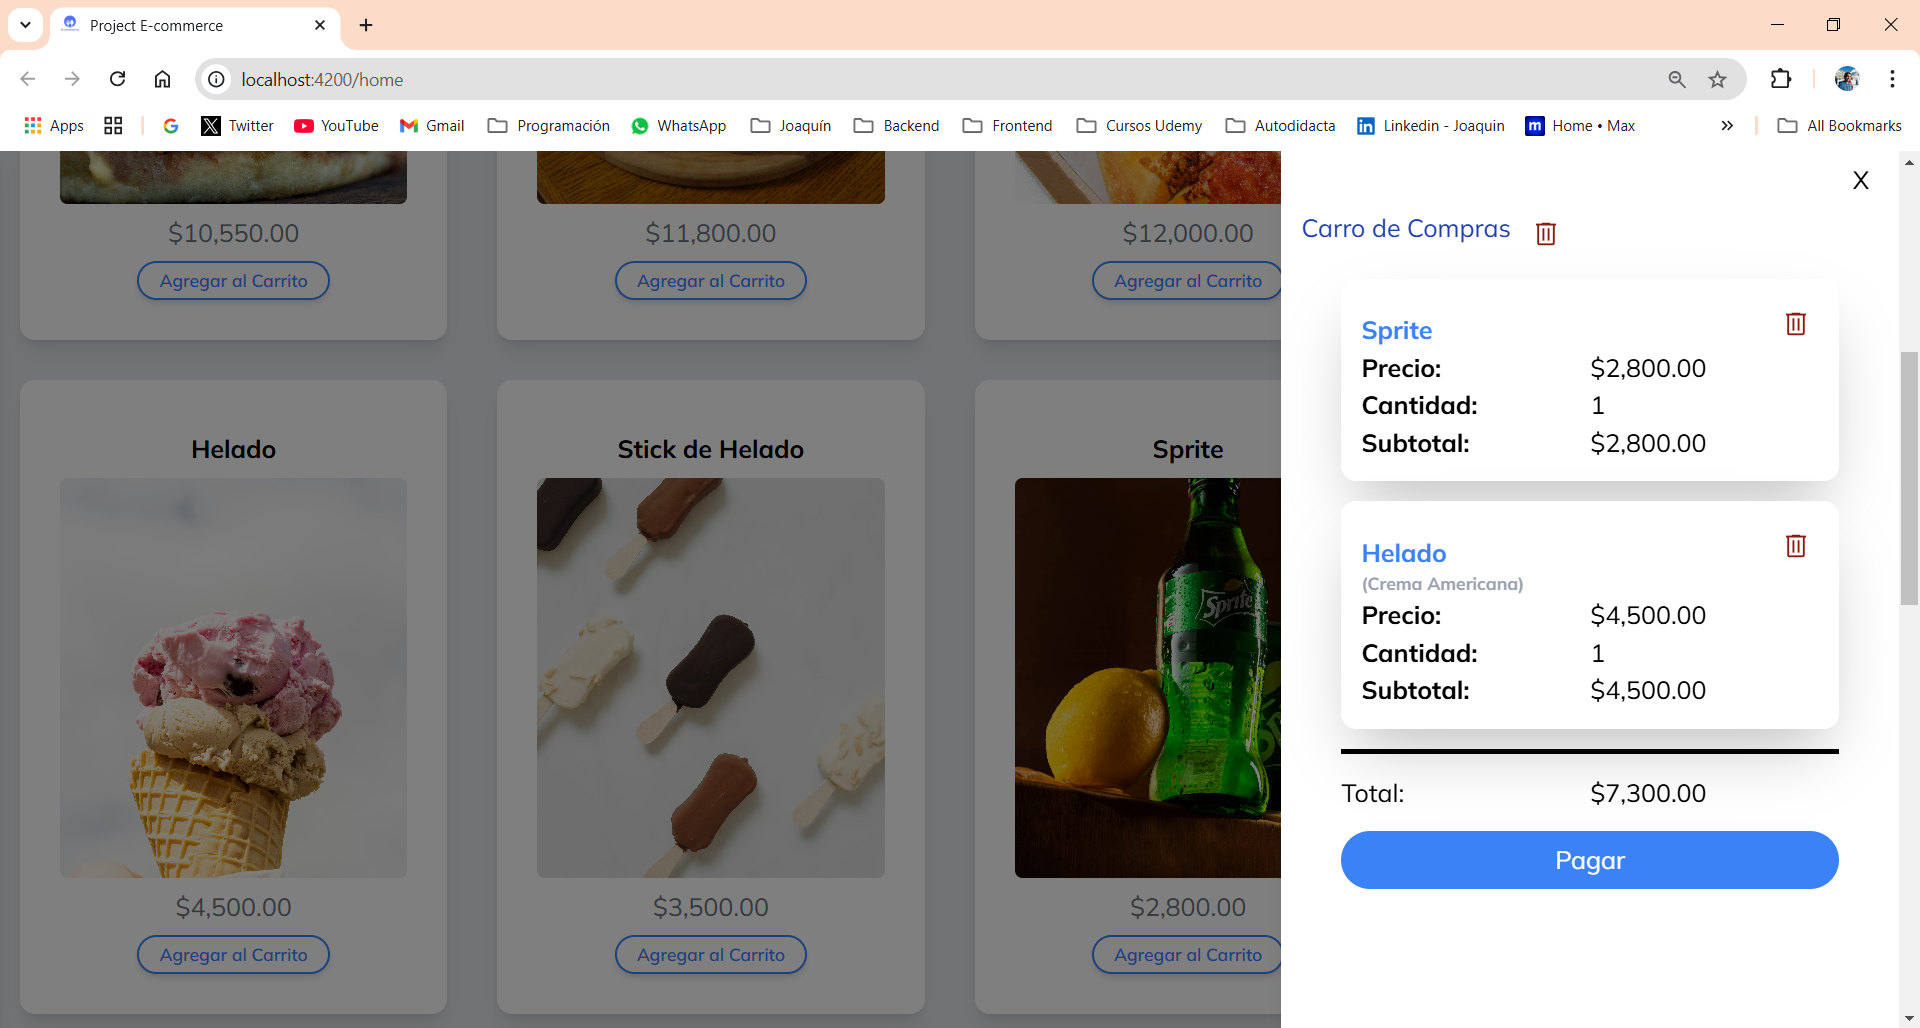 Project E-commerce
localhost:4200/home
Apps
Twitter
YouTube
Gmail
Programación
WhatsApp
Joaquín
Backend
Frontend
Cursos Udemy
Autodidacta
Linkedin - Joaquin
Home • Max
All Bookmarks
$10,550.00
Agregar al Carrito
$11,800.00
Agregar al Carrito
$12,000.00
Agregar al Carrito
Helado
$4,500.00
Agregar al Carrito
Stick de Helado
$3,500.00
Agregar al Carrito
Sprite
Sprite
$2,800.00
Agregar al Carrito
X
Carro de Compras
Sprite
Precio: $2,800.00
Cantidad: 1
Subtotal: $2,800.00
Helado
(Crema Americana)
Precio: $4,500.00
Cantidad: 1
Subtotal: $4,500.00
Total: $7,300.00
Pagar